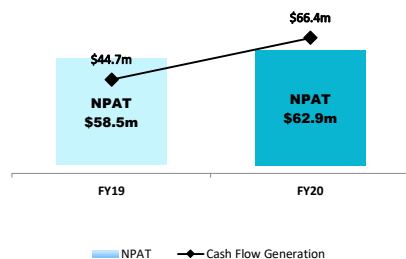 $66.4m
$44.7m
NPAT
$58.5m
NPAT
$62.9m
FY19
FY20
NPAT
Cash Flow Generation